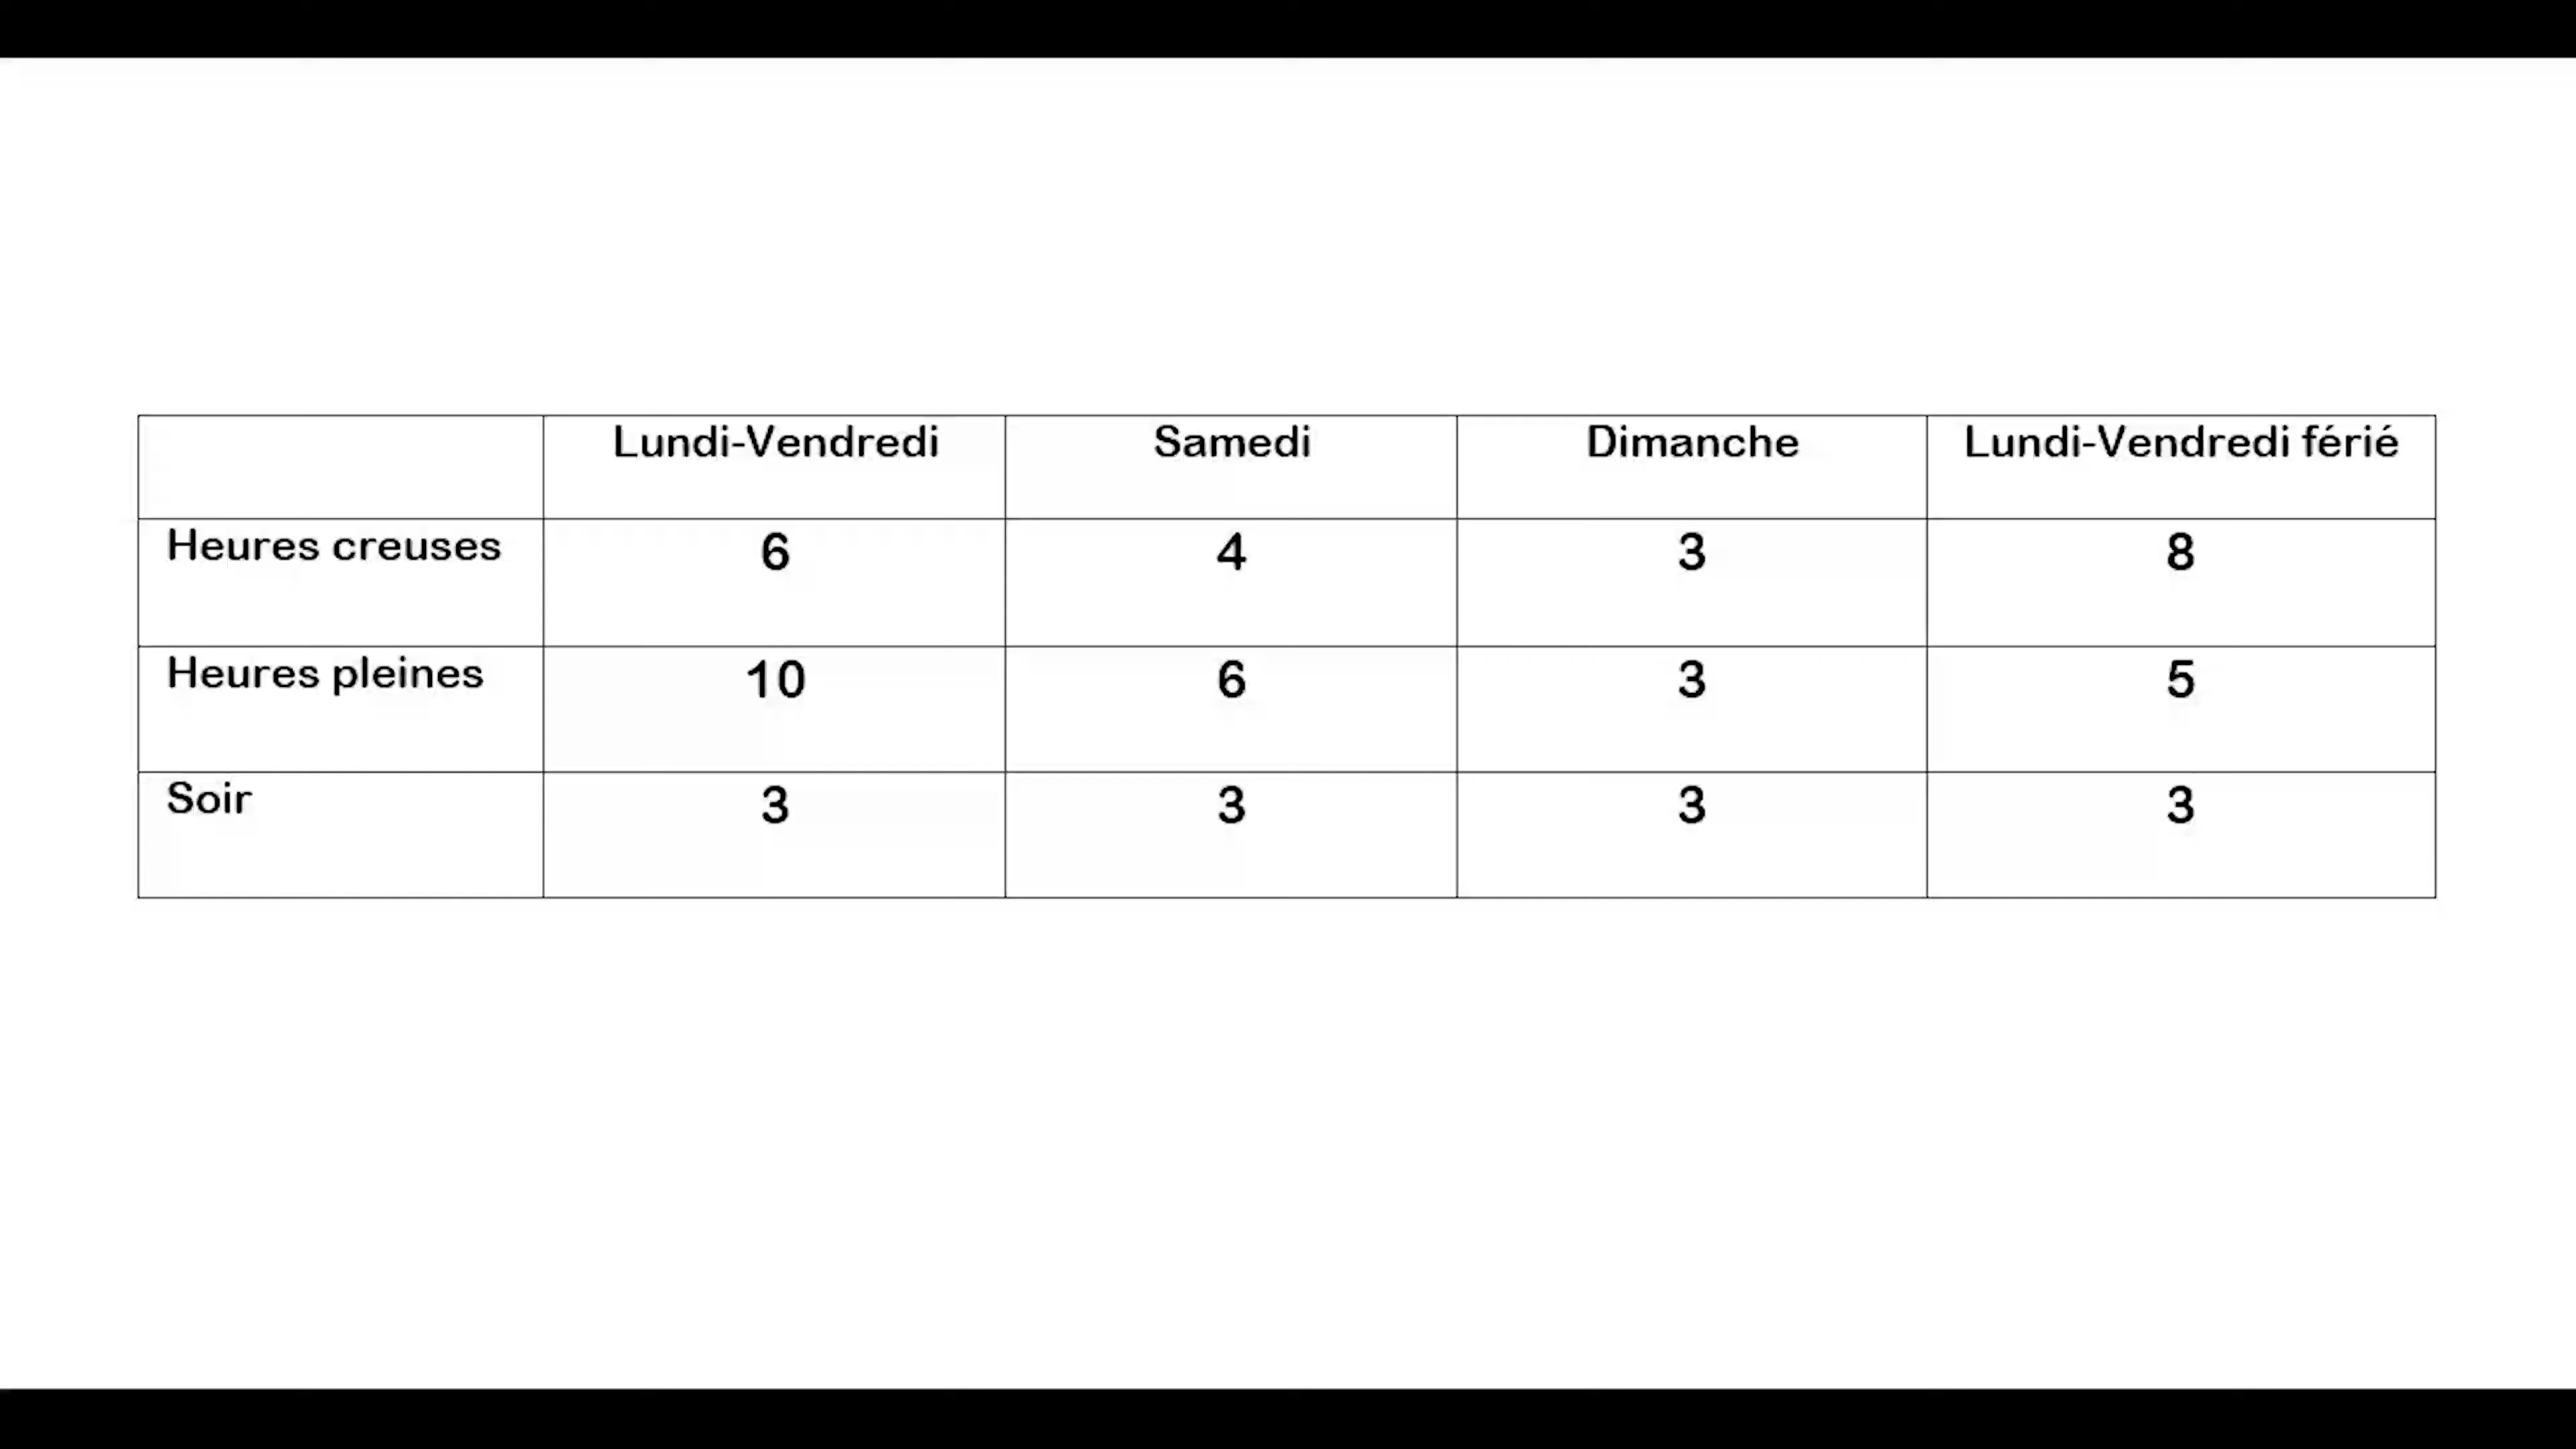 Lundi-Vendredi Samedi Dimanche Lundi-Vendredi férié
Heures creuses 6 4 3 8
Heures pleines 10 6 3 5
Soir 3 3 3 3